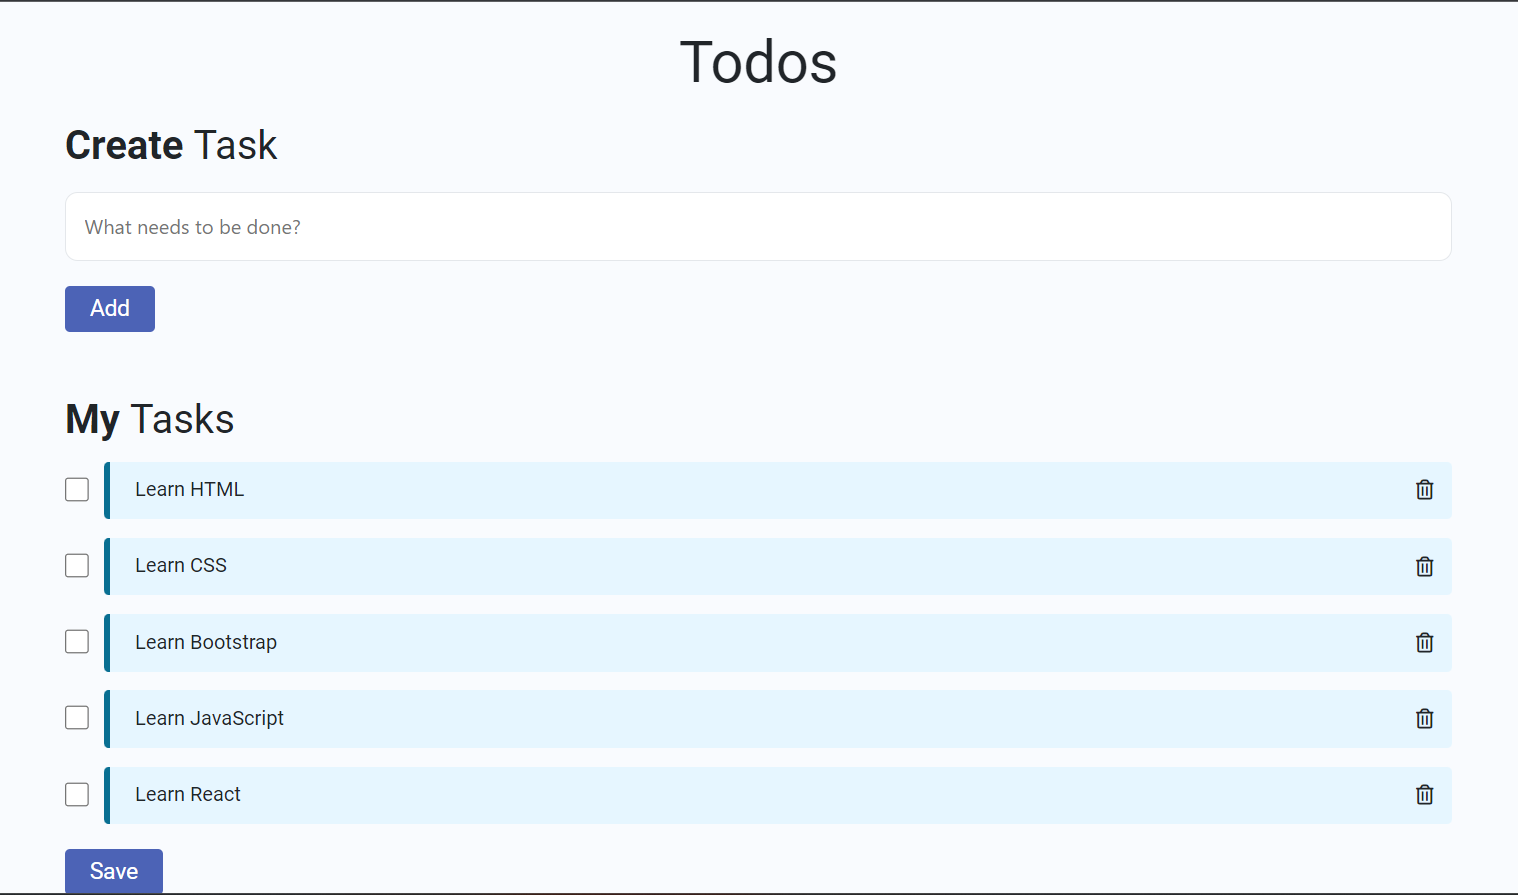 Todos
Create Task
What needs to be done?
Add
My Tasks
Learn HTML
Learn CSS
Learn Bootstrap
Learn JavaScript
Learn React
Save